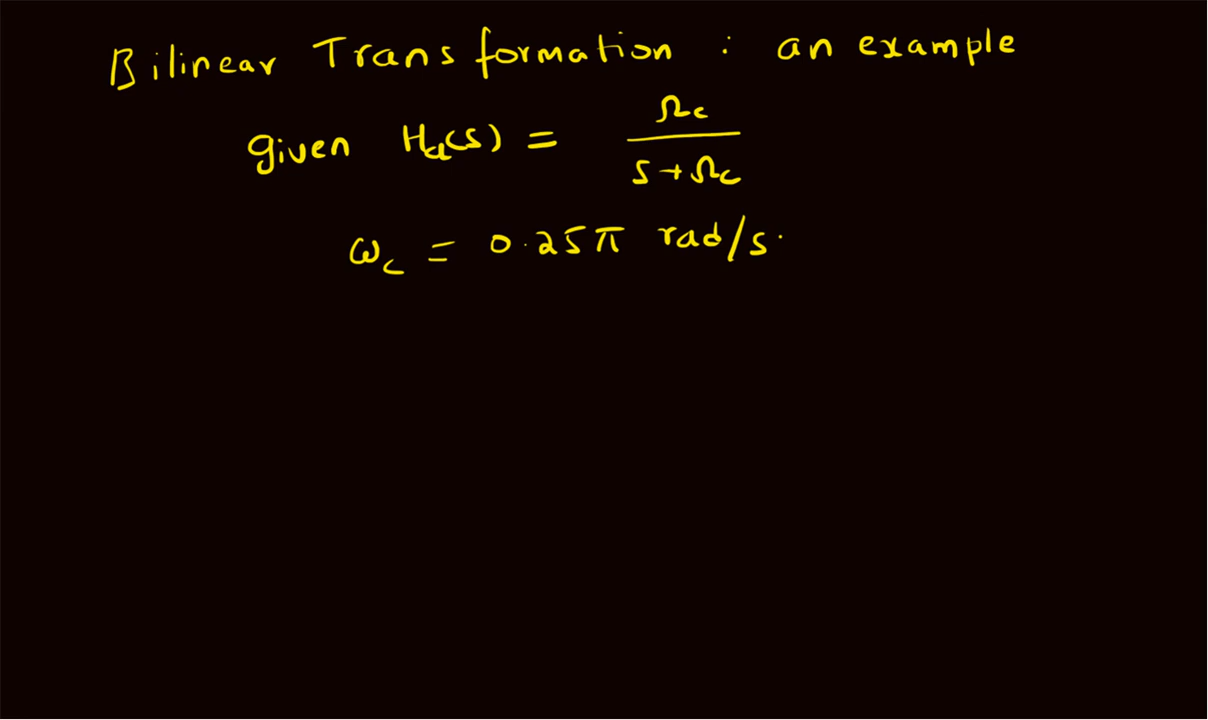 Bilinear Transformation : an example
given Ha(s) = Ωc / (s + Ωc)
ωc = 0.25π rad/s.